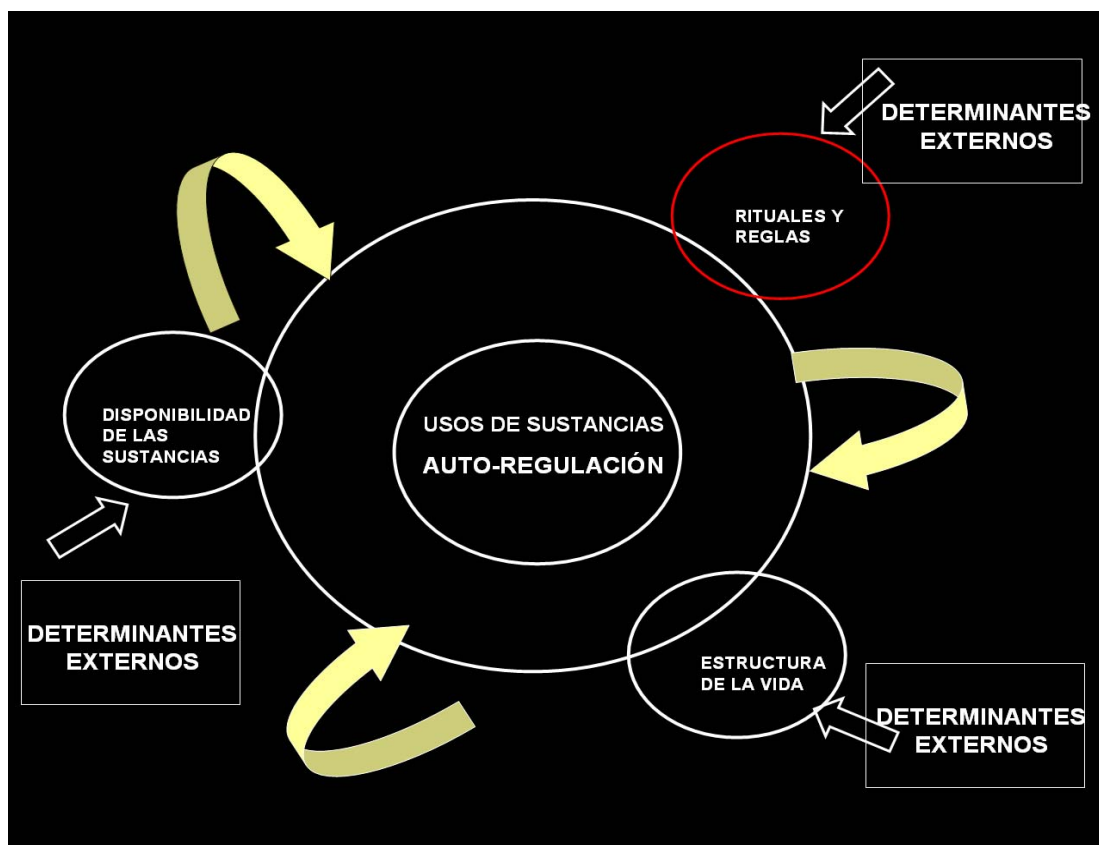 DETERMINANTES
EXTERNOS
RITUALES Y
REGLAS
DISPONIBILIDAD
DE LAS
SUSTANCIAS
USOS DE SUSTANCIAS
AUTO-REGULACIÓN
DETERMINANTES
EXTERNOS
ESTRUCTURA
DE LA VIDA
DETERMINANTES
EXTERNOS